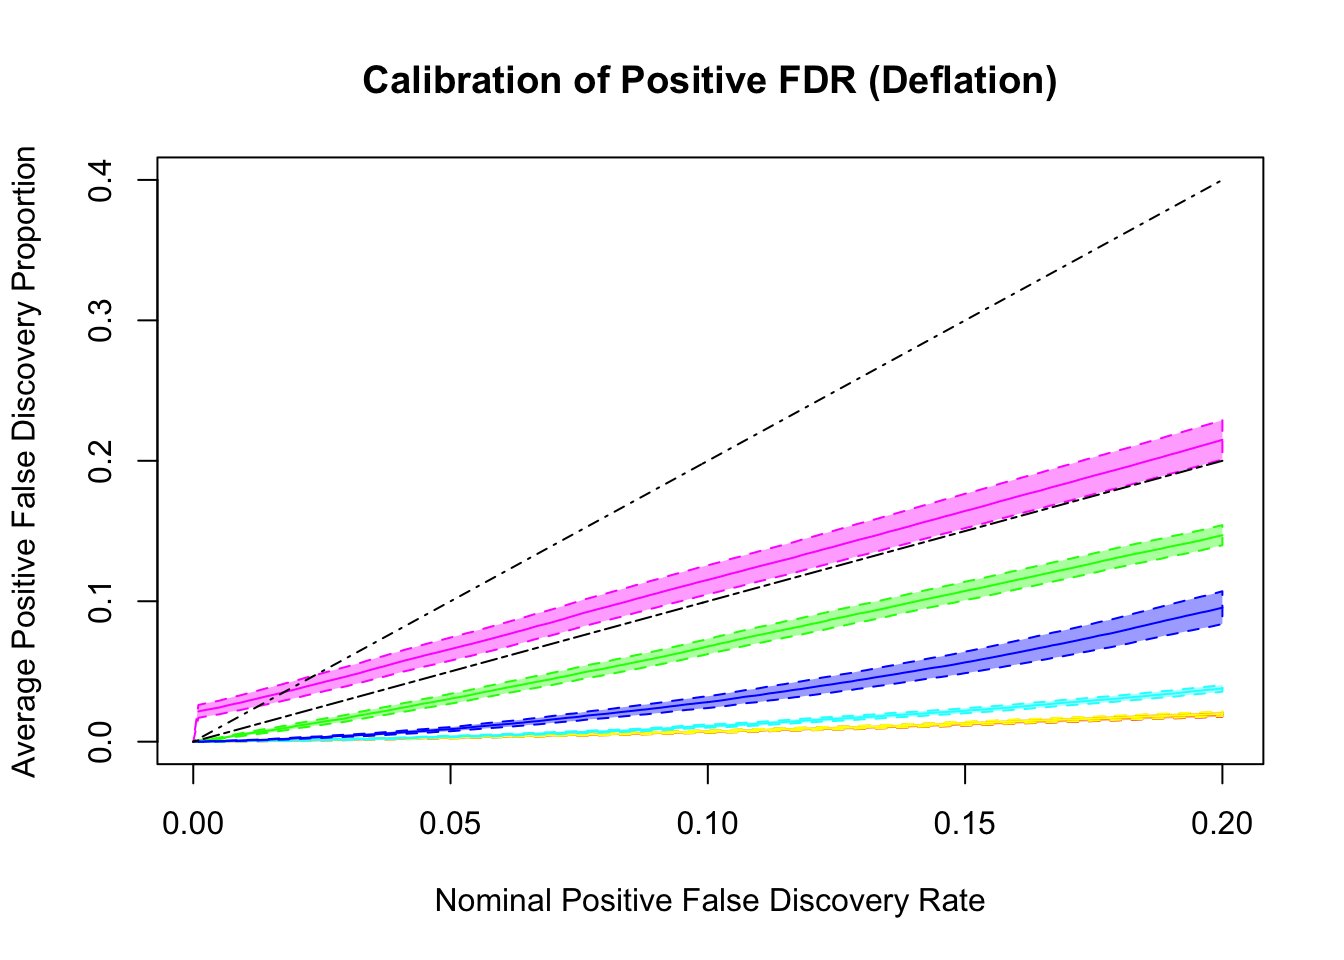 Calibration of Positive FDR (Deflation)
Average Positive False Discovery Proportion
0.4
0.3
0.2
0.1
0.0
0.00 0.05 0.10 0.15 0.20
Nominal Positive False Discovery Rate